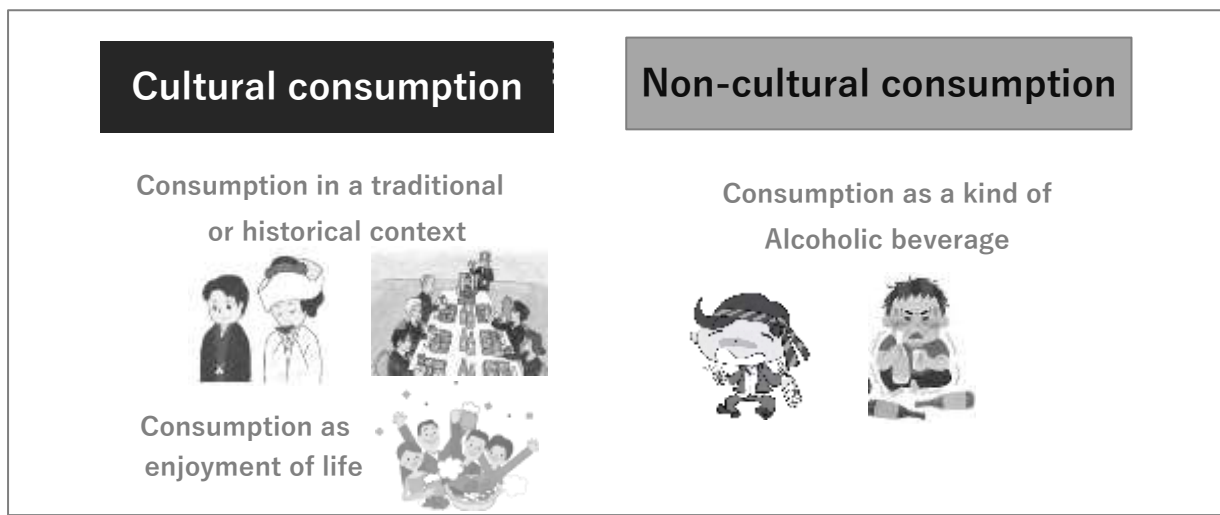 Cultural consumption
Consumption in a traditional
or historical context
Consumption as
enjoyment of life
Non-cultural consumption
Consumption as a kind of
Alcoholic beverage